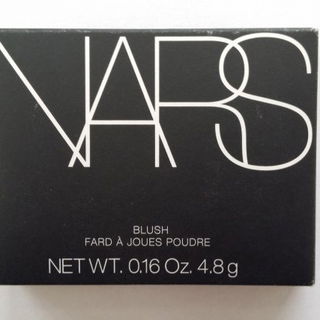 NARS
BLUSH
FARD À JOUES POUDRE
NET WT. 0.16 Oz. 4.8 g